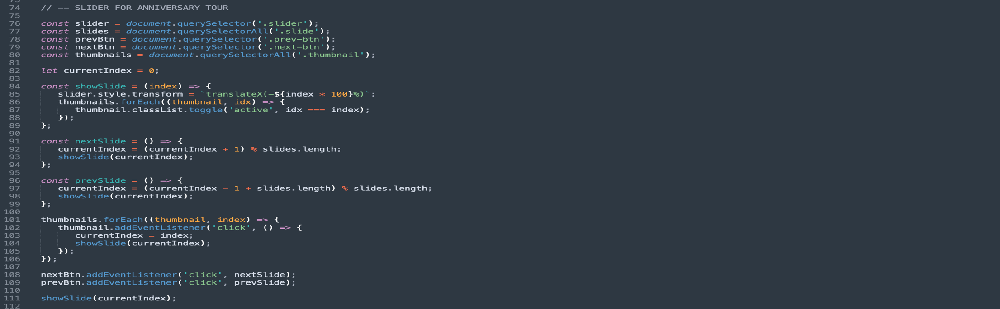 73
74 // -- SLIDER FOR ANNIVERSARY TOUR
75
76 const slider = document.querySelector('.slider');
77 const slides = document.querySelectorAll('.slide');
78 const prevBtn = document.querySelector('.prev-btn');
79 const nextBtn = document.querySelector('.next-btn');
80 const thumbnails = document.querySelectorAll('.thumbnail');
81
82 let currentIndex = 0;
83
84 const showSlide = (index) => {
85 slider.style.transform = `translateX(-${index * 100}%)`;
86 thumbnails.forEach((thumbnail, idx) => {
87 thumbnail.classList.toggle('active', idx === index);
88 });
89 };
90
91 const nextSlide = () => {
92 currentIndex = (currentIndex + 1) % slides.length;
93 showSlide(currentIndex);
94 };
95
96 const prevSlide = () => {
97 currentIndex = (currentIndex - 1 + slides.length) % slides.length;
98 showSlide(currentIndex);
99 };
100
101 thumbnails.forEach((thumbnail, index) => {
102 thumbnail.addEventListener('click', () => {
103 currentIndex = index;
104 showSlide(currentIndex);
105 });
106 });
107
108 nextBtn.addEventListener('click', nextSlide);
109 prevBtn.addEventListener('click', prevSlide);
110
111 showSlide(currentIndex);
112